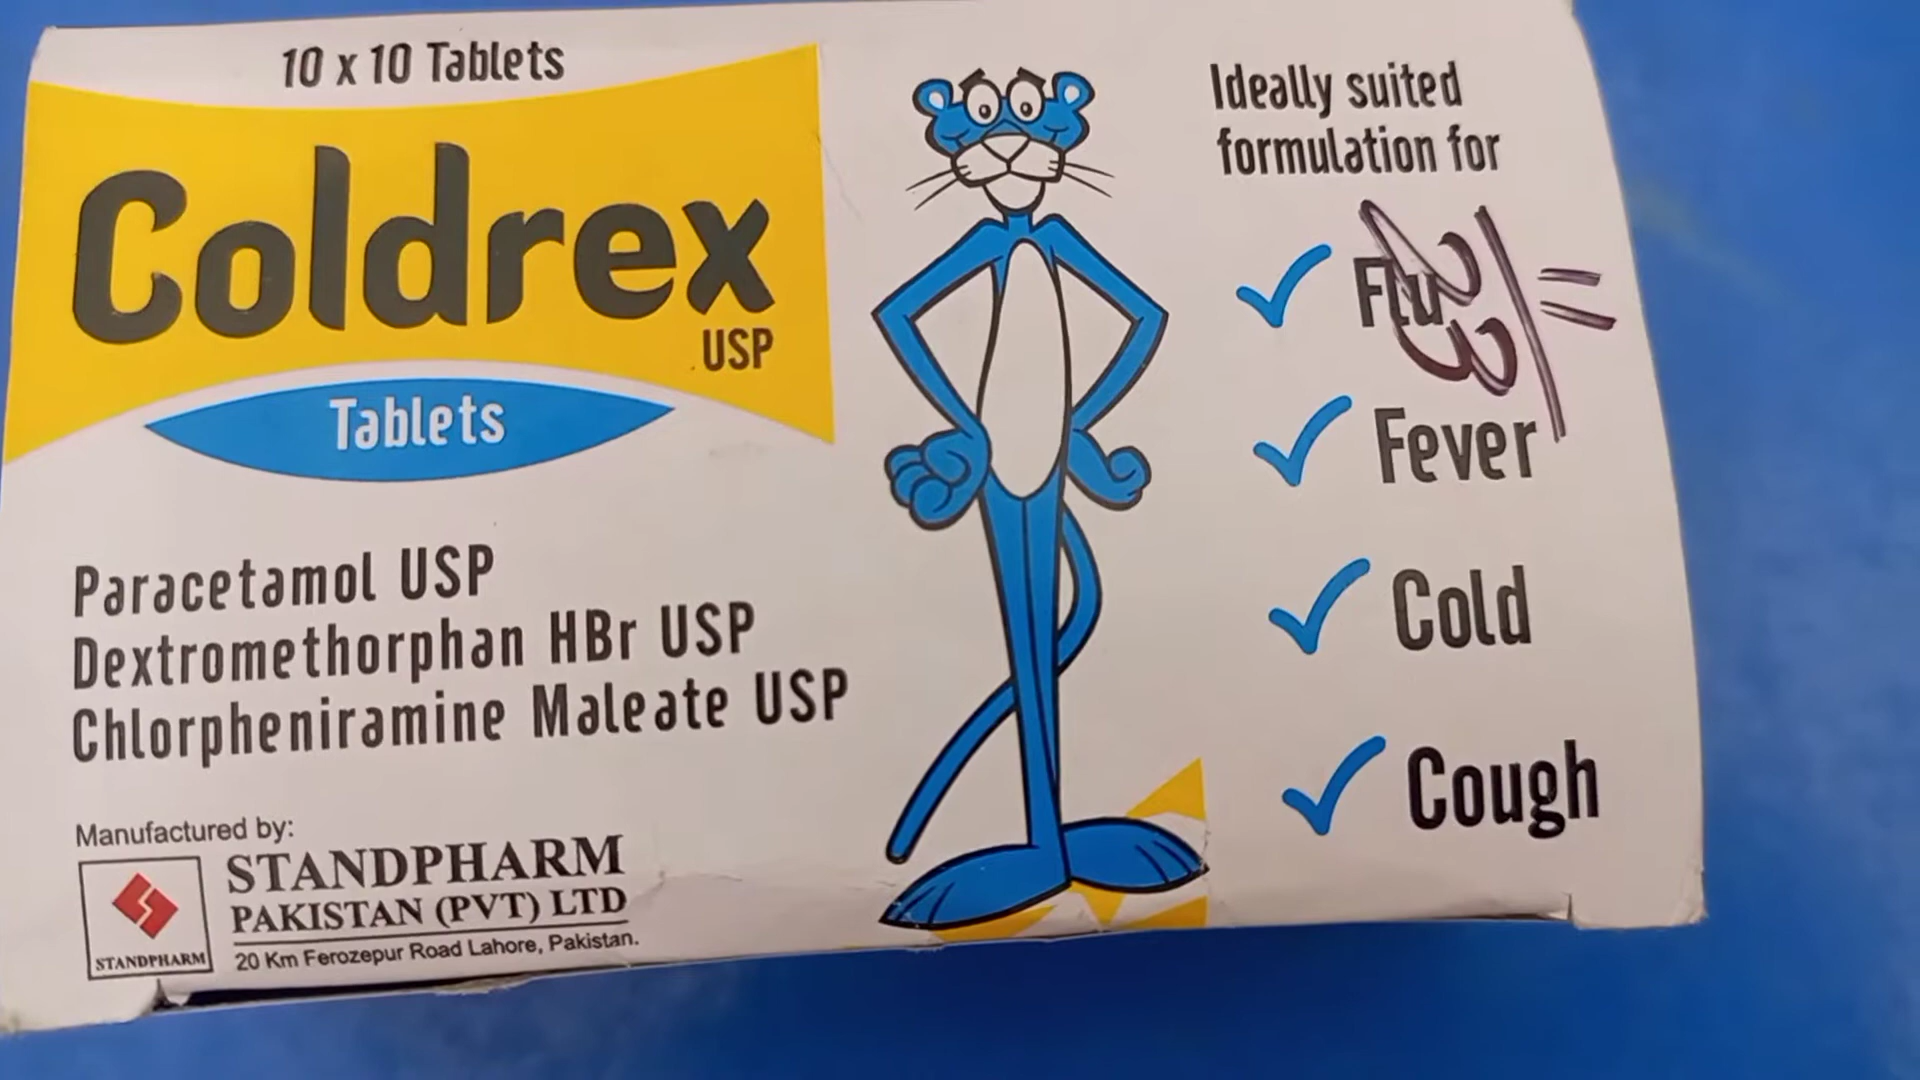 10 x 10 Tablets
Coldrex
USP
Tablets
Paracetamol USP
Dextromethorphan HBr USP
Chlorpheniramine Maleate USP
Manufactured by:
STANDPHARM
PAKISTAN (PVT) LTD
20 Km Ferozepur Road Lahore, Pakistan.
STANDPHARM
Ideally suited
formulation for
Flu
Fever
Cold
Cough